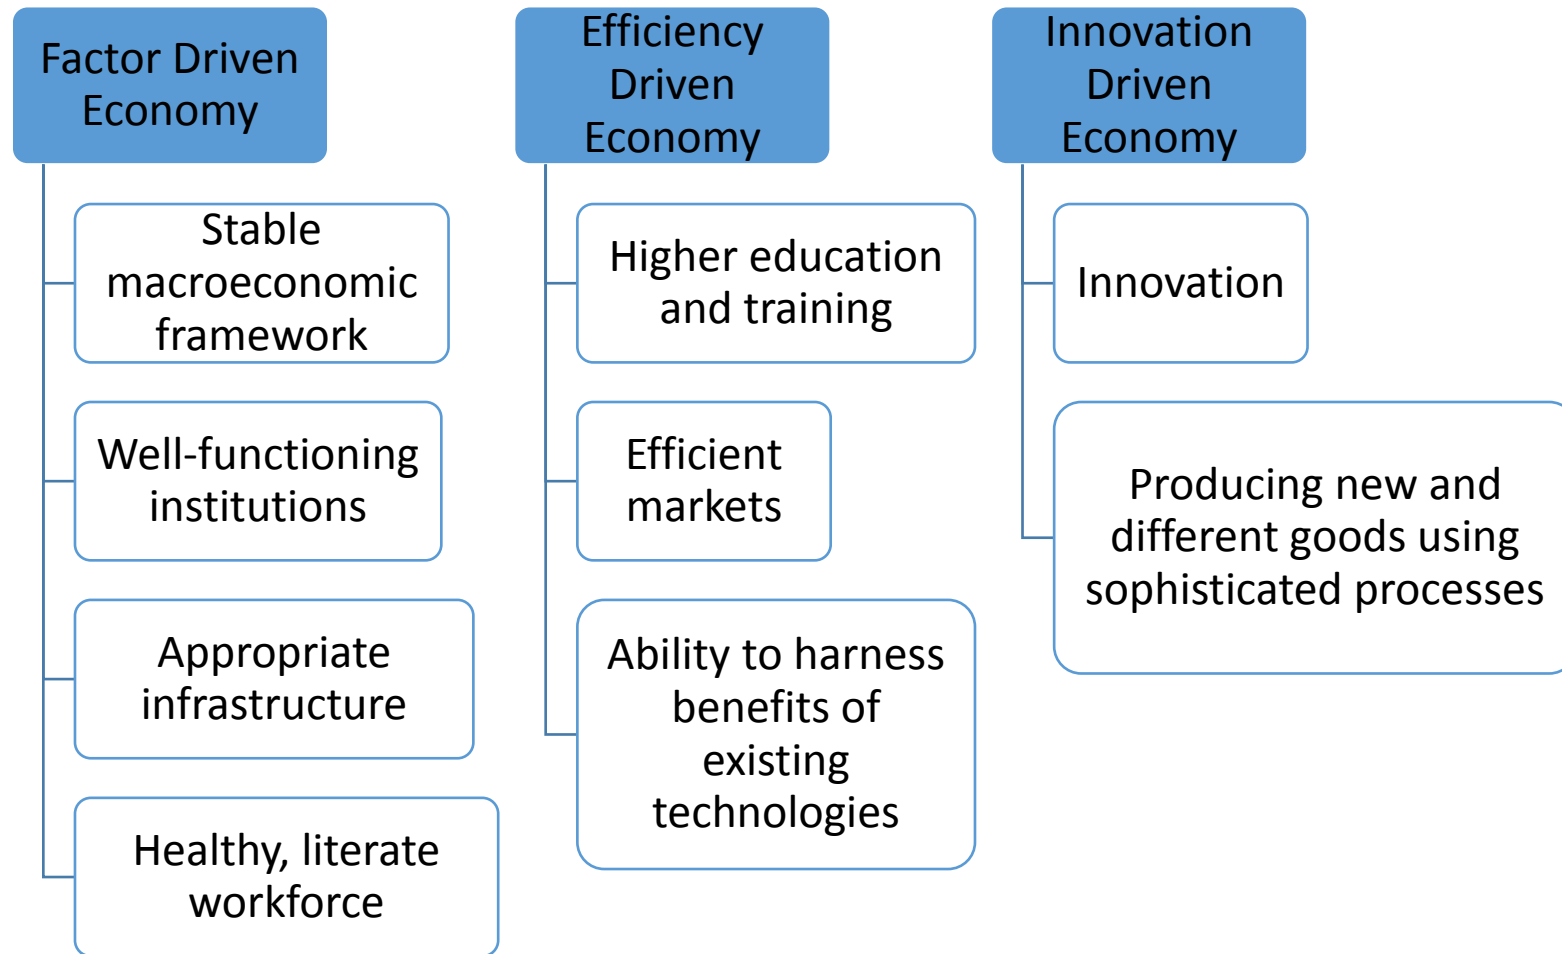 Factor Driven
Economy
Stable
macroeconomic
framework
Well-functioning
institutions
Appropriate
infrastructure
Healthy, literate
workforce
Efficiency
Driven
Economy
Higher education
and training
Efficient
markets
Ability to harness
benefits of
existing
technologies
Innovation
Driven
Economy
Innovation
Producing new and
different goods using
sophisticated processes